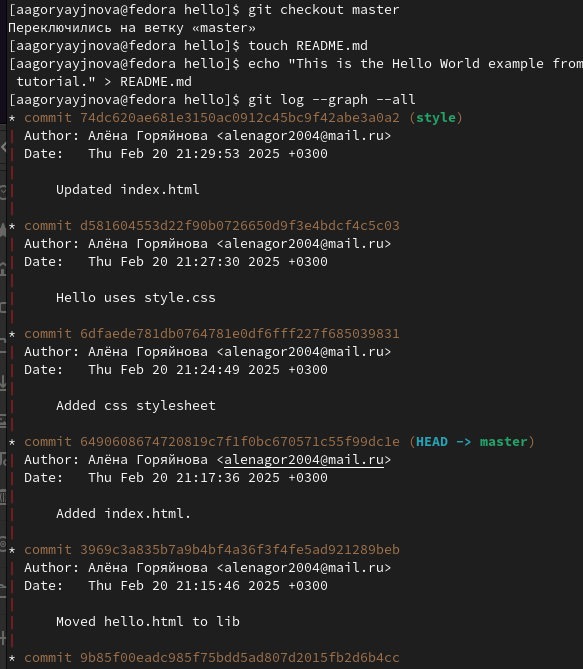 [aagoryayjnova@fedora hello]$ git checkout master
Переключились на ветку «master»
[aagoryayjnova@fedora hello]$ touch README.md
[aagoryayjnova@fedora hello]$ echo "This is the Hello World example from
 tutorial." > README.md
[aagoryayjnova@fedora hello]$ git log --graph --all
* commit 74dc620ae681e3150ac0912c45bc9f42abe3a0a2 (style)
| Author: Алёна Горяйнова <alenagor2004@mail.ru>
| Date:   Thu Feb 20 21:29:53 2025 +0300
|
|     Updated index.html
|
* commit d581604553d22f90b0726650d9f3e4bdcf4c5c03
| Author: Алёна Горяйнова <alenagor2004@mail.ru>
| Date:   Thu Feb 20 21:27:30 2025 +0300
|
|     Hello uses style.css
|
* commit 6dfaede781db0764781e0df6fff227f685039831
| Author: Алёна Горяйнова <alenagor2004@mail.ru>
| Date:   Thu Feb 20 21:24:49 2025 +0300
|
|     Added css stylesheet
|
* commit 6490608674720819c7f1f0bc670571c55f99dc1e (HEAD -> master)
| Author: Алёна Горяйнова <alenagor2004@mail.ru>
| Date:   Thu Feb 20 21:17:36 2025 +0300
|
|     Added index.html.
|
* commit 3969c3a835b7a9b4bf4a36f3f4fe5ad921289beb
| Author: Алёна Горяйнова <alenagor2004@mail.ru>
| Date:   Thu Feb 20 21:15:46 2025 +0300
|
|     Moved hello.html to lib
|
* commit 9b85f00eadc985f75bdd5ad807d2015fb2d6b4cc